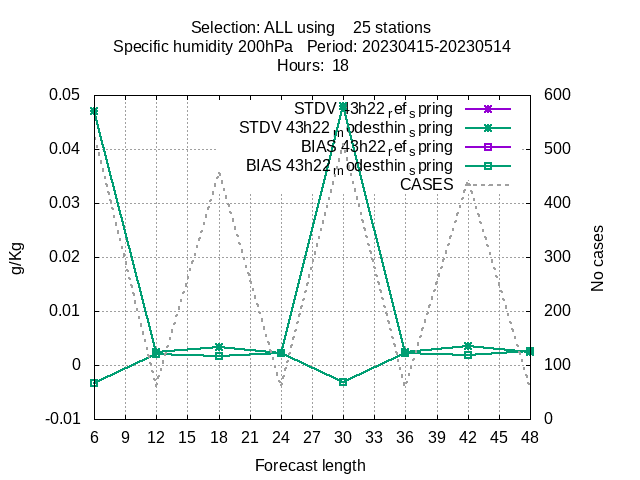 Selection: ALL using    25 stations
Specific humidity 200hPa   Period: 20230415-20230514
Hours:  18
0.05
0.04
0.03
0.02
0.01
0
-0.01
g/Kg
STDV 43h22_ref_spring
STDV 43h22_modesthin_spring
BIAS 43h22_ref_spring
BIAS 43h22_modesthin_spring
CASES
600
500
400
300
200
100
0
No cases
6 9 12 15 18 21 24 27 30 33 36 39 42 45 48
Forecast length